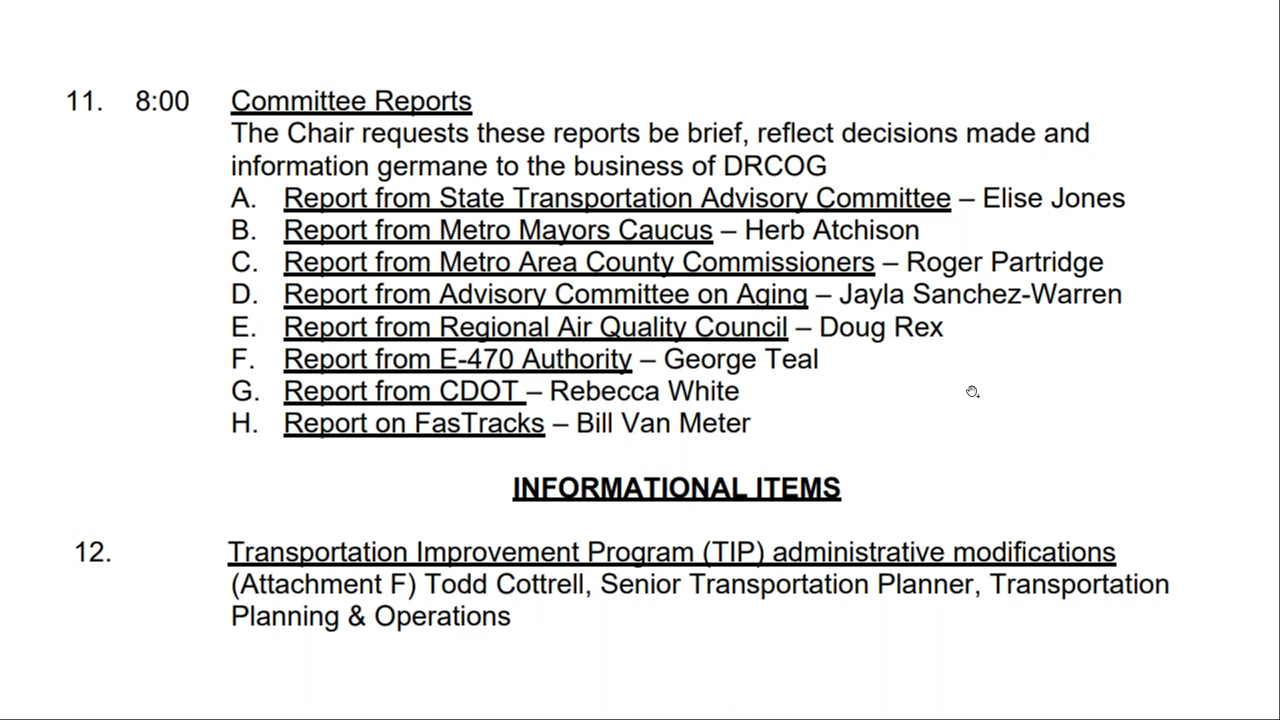 11. 8:00 Committee Reports
The Chair requests these reports be brief, reflect decisions made and
information germane to the business of DRCOG
A. Report from State Transportation Advisory Committee – Elise Jones
B. Report from Metro Mayors Caucus – Herb Atchison
C. Report from Metro Area County Commissioners – Roger Partridge
D. Report from Advisory Committee on Aging – Jayla Sanchez-Warren
E. Report from Regional Air Quality Council – Doug Rex
F. Report from E-470 Authority – George Teal
G. Report from CDOT – Rebecca White
H. Report on FasTracks – Bill Van Meter
INFORMATIONAL ITEMS
12. Transportation Improvement Program (TIP) administrative modifications
(Attachment F) Todd Cottrell, Senior Transportation Planner, Transportation
Planning & Operations